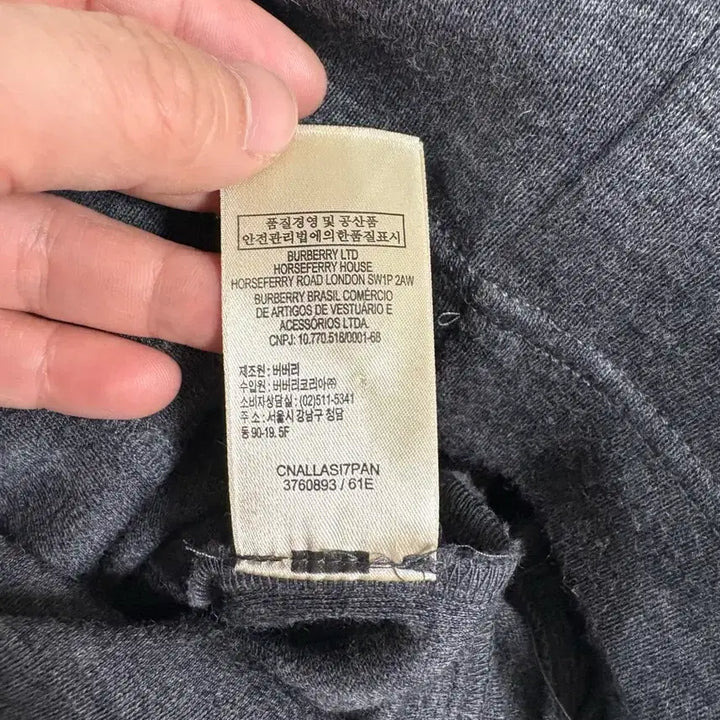 품질경영 및 공산품
안전관리법에의한품질표시
BURBERRY LTD
HORSEFERRY HOUSE
HORSEFERRY ROAD LONDON SW1P 2AW
BURBERRY BRASIL COMÉRCIO
DE ARTIGOS DE VESTUÁRIO E
ACESSÓRIOS LTDA.
CNPJ: 10.770.518/0001-68
제조원 : 버버리
수입원 : 버버리코리아㈜
소비자상담실 : (02)511-5341
주 소 : 서울시 강남구 청담
동 90-19. 5F
CNALLASI7PAN
3760893 / 61E